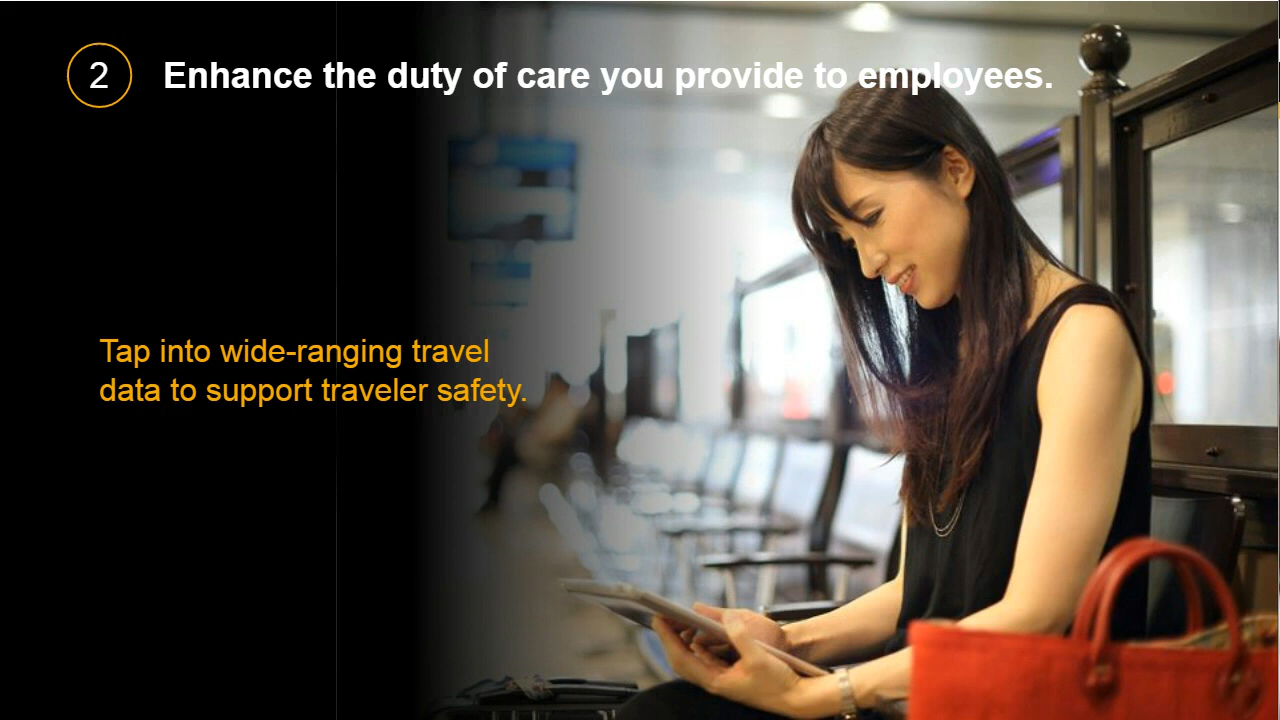 2 Enhance the duty of care you provide to employees.
Tap into wide-ranging travel
data to support traveler safety.